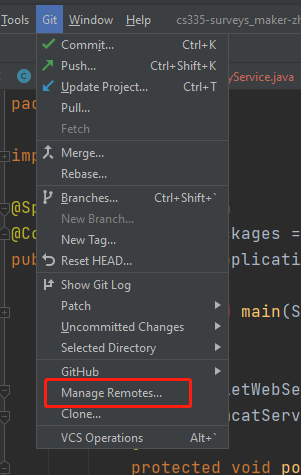 Tools Git Window Help cs335-surveys_maker-zh
Commit... Ctrl+K
Push... Ctrl+Shift+K
Update Project... Ctrl+T
Pull...
Fetch
Merge...
Rebase...
Branches... Ctrl+Shift+`
New Branch...
New Tag...
Reset HEAD...
Show Git Log
Patch
Uncommitted Changes
Selected Directory
GitHub
Manage Remotes...
Clone...
VCS Operations Alt+`
yService.java
pac
imp
@Sp
@Co ckages =
pub pplicati
main(S
etWebSe
catServ
protected void po